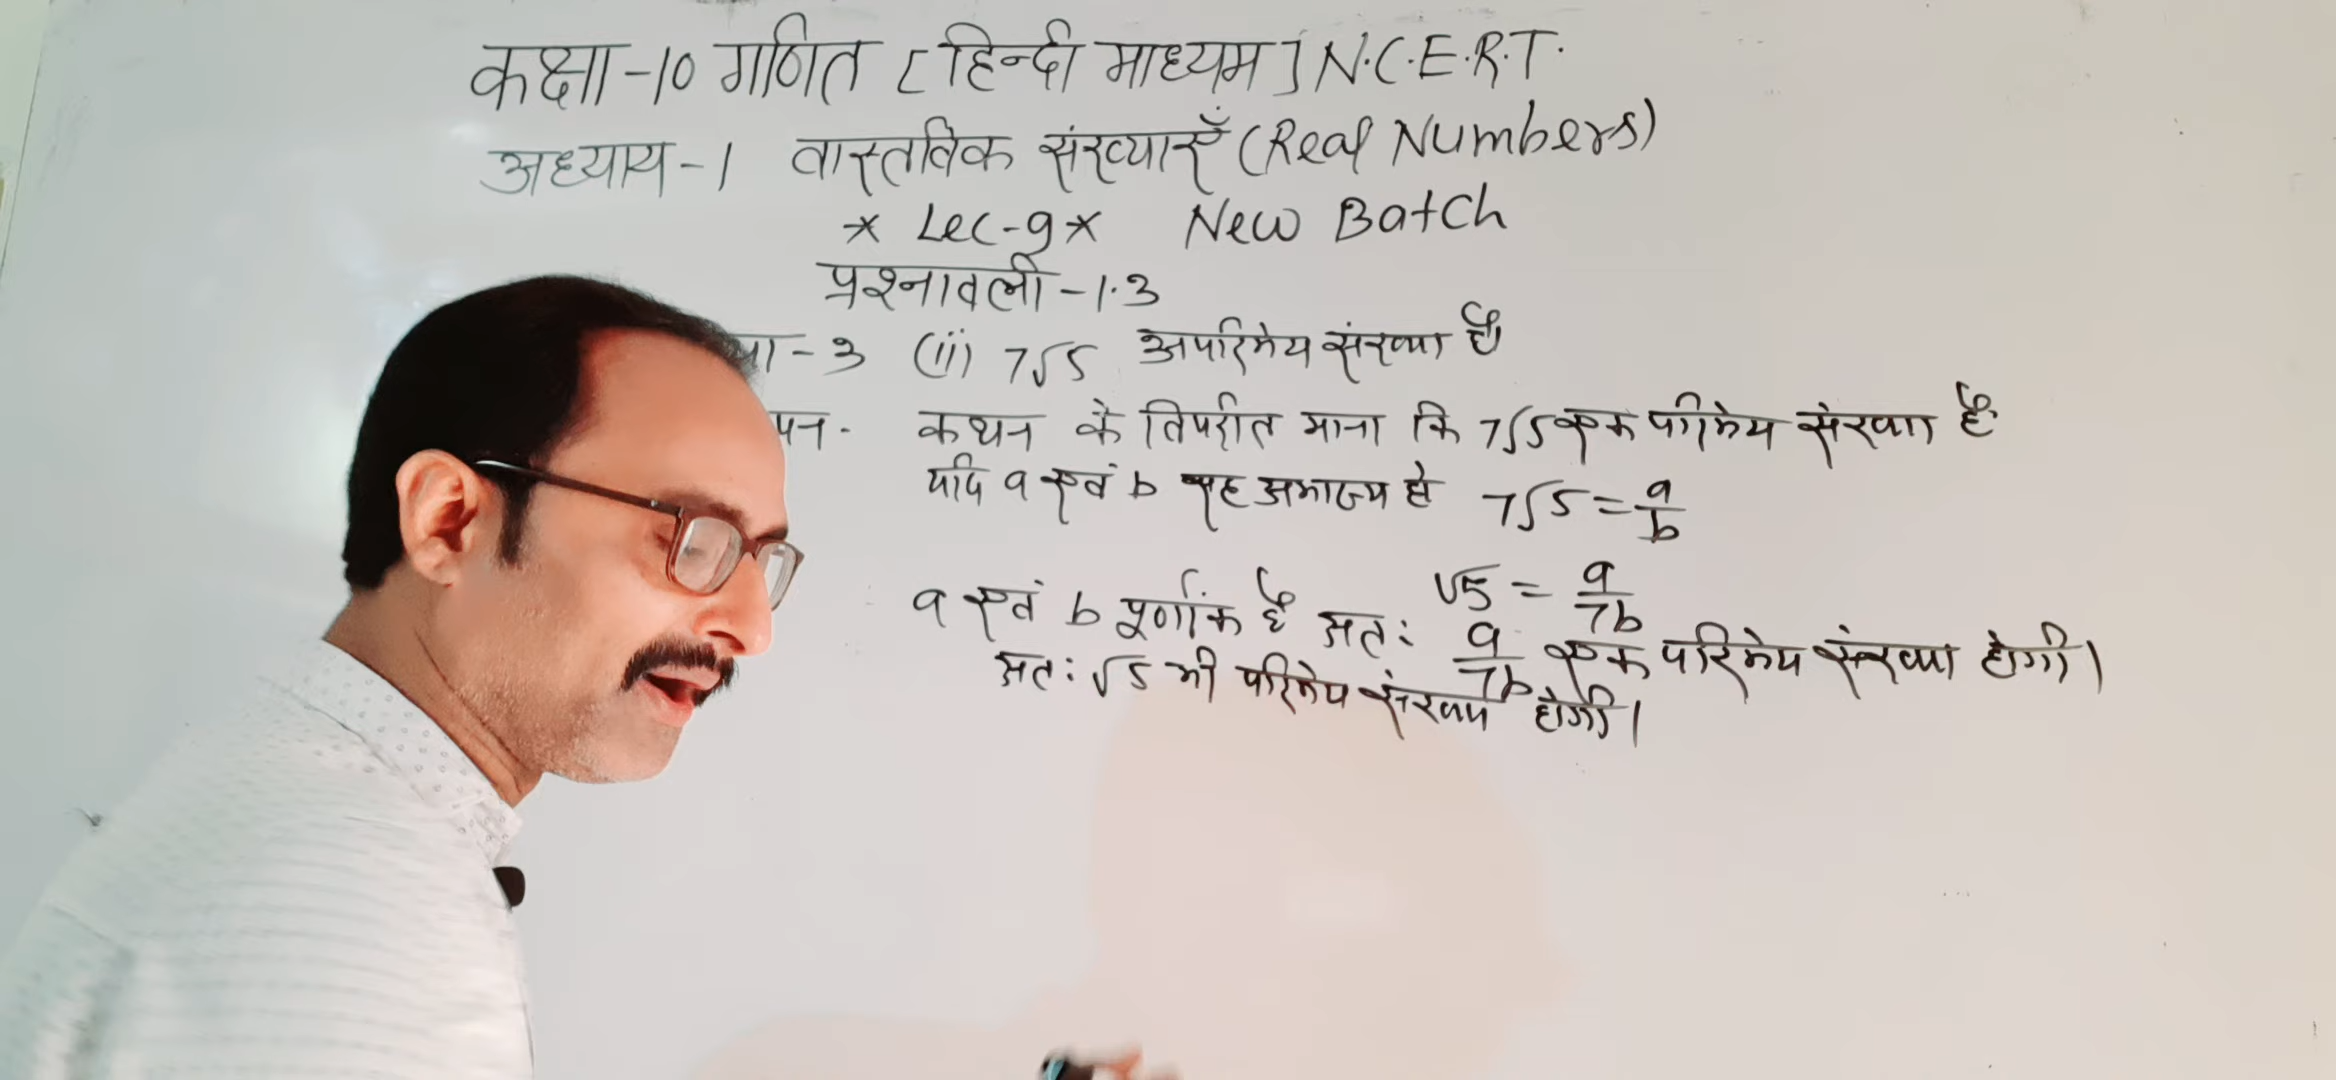 कक्षा-10 गणित [हिन्दी माध्यम] N.C.E.R.T.
अध्याय-1 वास्तविक संख्याएँ (Real Numbers)
* Lec-9 * New Batch
प्रश्नावली-1.3
-3 (ii) 7√5 अपरिमेय संख्या है
पन- कथन के विपरीत माना कि 7√5 एक परिमेय संख्या है
यदि a एवं b सह अभाज्य हो 7√5 = a/b
√5 = a/7b
a एवं b पूर्णांक है अत: a/7b एक परिमेय संख्या होगी।
अत: √5 भी परिमेय संख्या होगी।